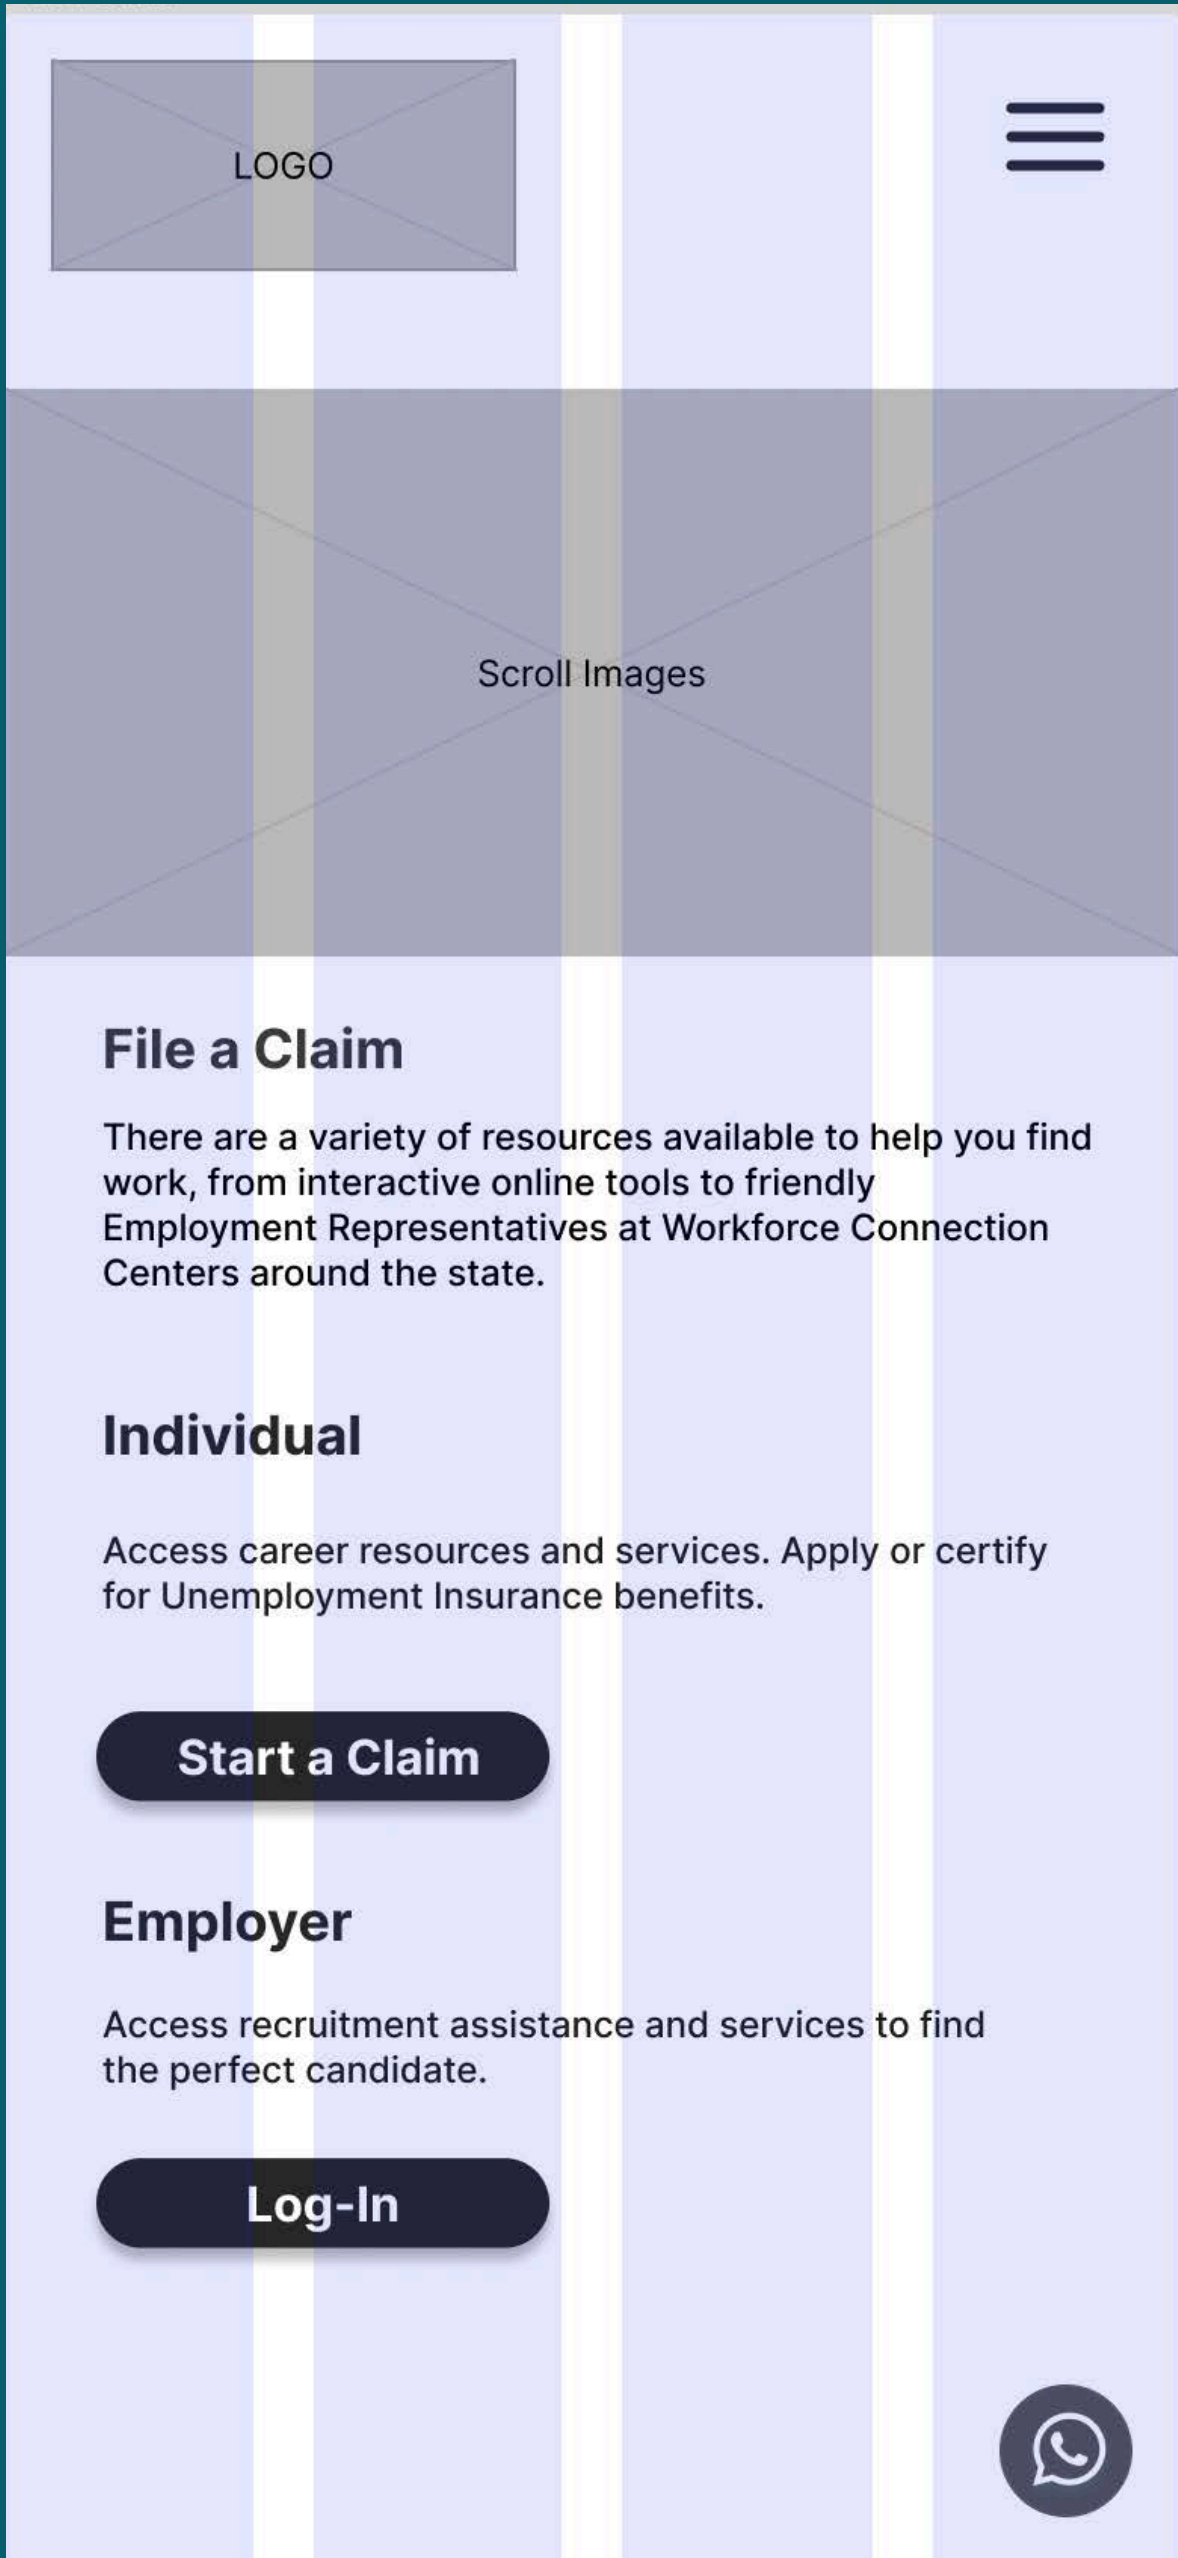 LOGO
Scroll Images
File a Claim
There are a variety of resources available to help you find
work, from interactive online tools to friendly
Employment Representatives at Workforce Connection
Centers around the state.
Individual
Access career resources and services. Apply or certify
for Unemployment Insurance benefits.
Start a Claim
Employer
Access recruitment assistance and services to find
the perfect candidate.
Log-In